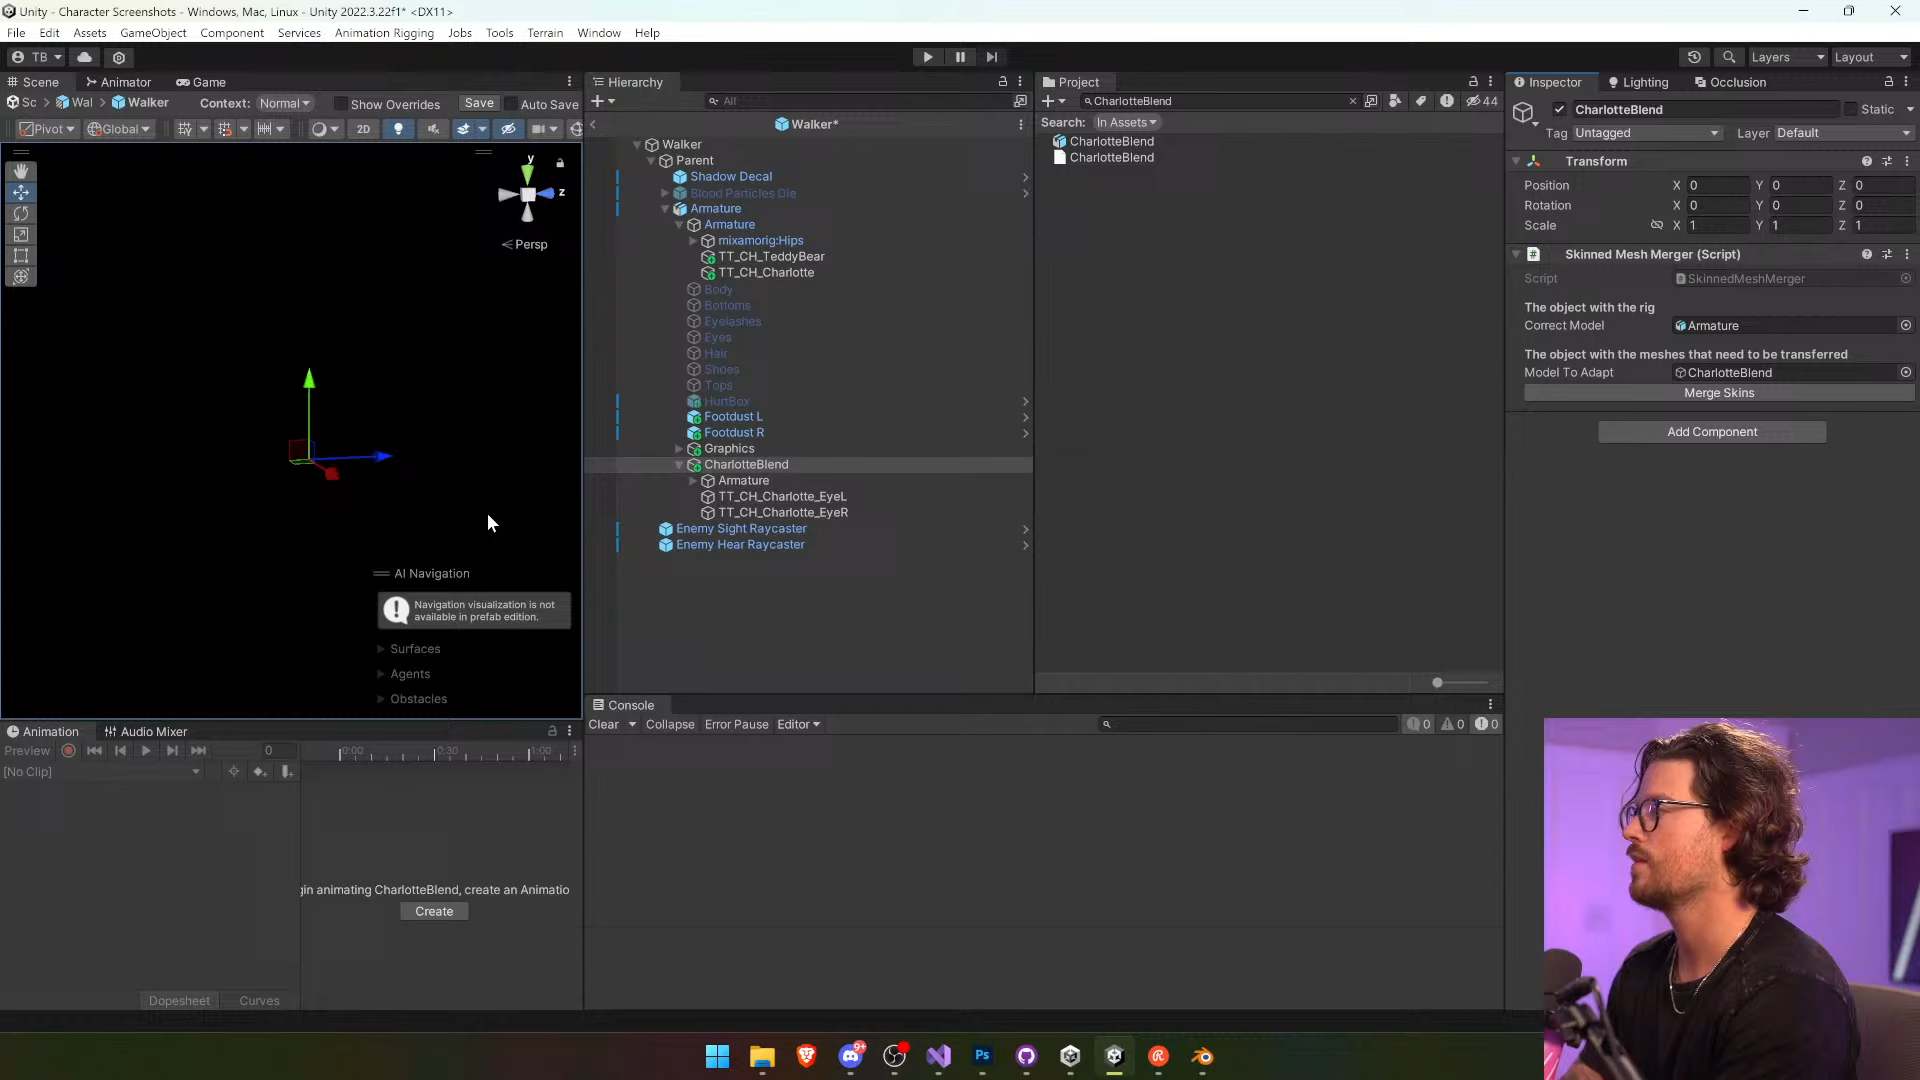 Unity - Character Screenshots - Windows, Mac, Linux - Unity 2022.3.22f1* <DX11>
File Edit Assets GameObject Component Services Animation Rigging Jobs Tools Terrain Window Help
TB Layers Layout
Scene Animator Game
Sc Wal Walker Context: Normal Show Overrides Save Auto Save
Pivot Global 2D
y
z
Persp
AI Navigation
Navigation visualization is not
available in prefab edition.
Surfaces
Agents
Obstacles
Hierarchy
All
Walker*
Walker
Parent
Shadow Decal
Blood Particles Die
Armature
Armature
mixamorig:Hips
TT_CH_TeddyBear
TT_CH_Charlotte
Body
Bottoms
Eyelashes
Eyes
Hair
Shoes
Tops
HurtBox
Footdust L
Footdust R
Graphics
CharlotteBlend
Armature
TT_CH_Charlotte_EyeL
TT_CH_Charlotte_EyeR
Enemy Sight Raycaster
Enemy Hear Raycaster
Project
CharlotteBlend 44
Search: In Assets
CharlotteBlend
CharlotteBlend
Inspector Lighting Occlusion
CharlotteBlend Static
Tag Untagged Layer Default
Transform
Position X 0 Y 0 Z 0
Rotation X 0 Y 0 Z 0
Scale X 1 Y 1 Z 1
Skinned Mesh Merger (Script)
Script SkinnedMeshMerger
The object with the rig
Correct Model Armature
The object with the meshes that need to be transferred
Model To Adapt CharlotteBlend
Merge Skins
Add Component
Console
Clear Collapse Error Pause Editor 0 0 0
Animation Audio Mixer
Preview 0 0:00 0:30 1:00
[No Clip]
gin animating CharlotteBlend, create an Animatio
Create
Dopesheet Curves
9+
Ps